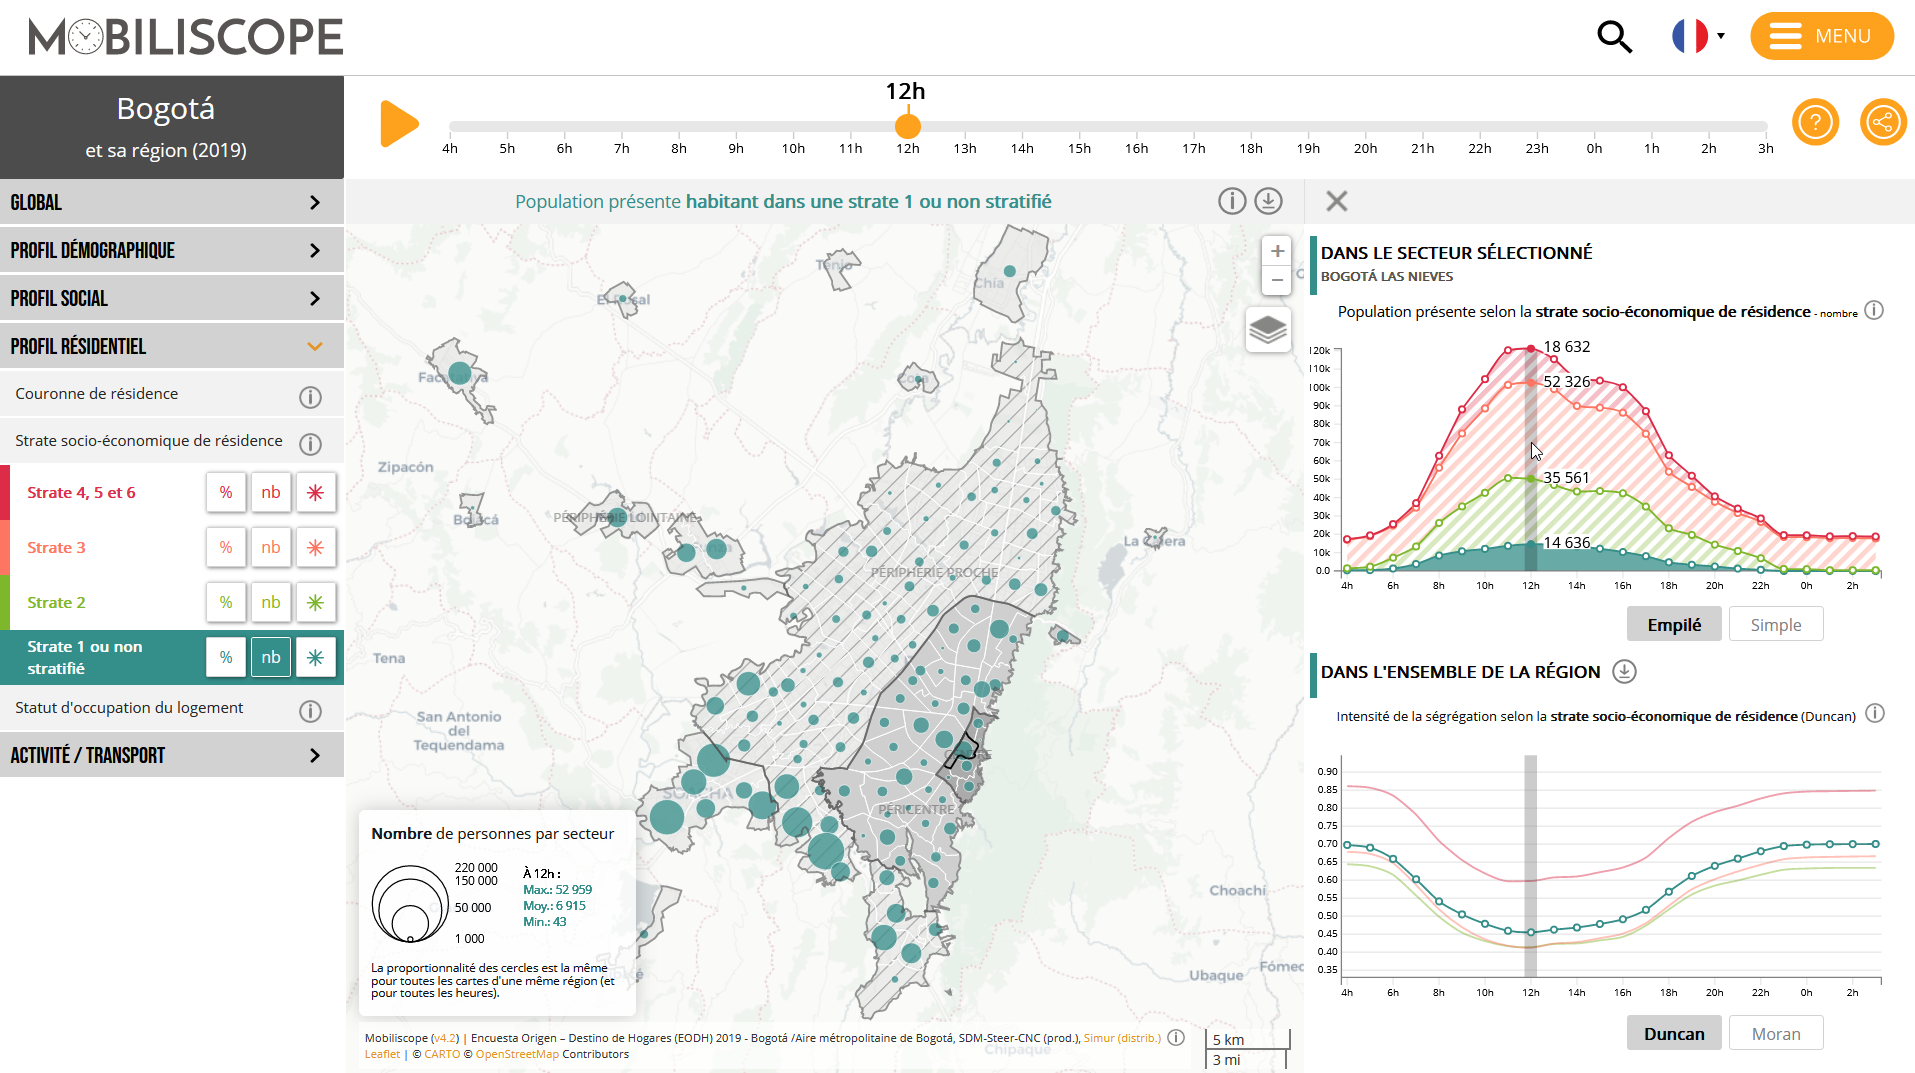 MOBILISCOPE
MENU
Bogotá
et sa région (2019)
12h
4h 5h 6h 7h 8h 9h 10h 11h 12h 13h 14h 15h 16h 17h 18h 19h 20h 21h 22h 23h 0h 1h 2h 3h
?
GLOBAL
PROFIL DÉMOGRAPHIQUE
PROFIL SOCIAL
PROFIL RÉSIDENTIEL
Couronne de résidence
Strate socio-économique de résidence
Strate 4, 5 et 6 % nb
Strate 3 % nb
Strate 2 % nb
Strate 1 ou non
stratifié
% nb
Statut d'occupation du logement
ACTIVITÉ / TRANSPORT
Population présente habitant dans une strate 1 ou non stratifié
+
−
Tenjo
Chía
El Rosal
Cota
Zipacón
PÉRIPHÉRIE LOINTAINE
La Calera
PÉRIPHÉRIE PROCHE
Tena
San Antonio
del
Tequendama
CENTRE
SOACHA
PÉRICENTRE
Choachí
Ubaque
Chipaque
Nombre de personnes par secteur
220 000
150 000
50 000
1 000
À 12h :
Max.: 52 959
Moy.: 6 915
Min.: 43
La proportionnalité des cercles est la même
pour toutes les cartes d'une même région (et
pour toutes les heures).
Mobiliscope (v4.2) | Encuesta Origen – Destino de Hogares (EODH) 2019 - Bogotá /Aire métropolitaine de Bogotá, SDM-Steer-CNC (prod.), Simur (distrib.)
Leaflet | © CARTO © OpenStreetMap Contributors
5 km
3 mi
DANS LE SECTEUR SÉLECTIONNÉ
BOGOTÁ LAS NIEVES
Population présente selon la strate socio-économique de résidence - nombre
120k
110k
100k
90k
80k
70k
60k
50k
40k
30k
20k
10k
0.0
18 632
52 326
35 561
14 636
4h 6h 8h 10h 12h 14h 16h 18h 20h 22h 0h 2h
Empilé Simple
DANS L'ENSEMBLE DE LA RÉGION
Intensité de la ségrégation selon la strate socio-économique de résidence (Duncan)
0.90
0.85
0.80
0.75
0.70
0.65
0.60
0.55
0.50
0.45
0.40
0.35
4h 6h 8h 10h 12h 14h 16h 18h 20h 22h 0h 2h
Duncan Moran